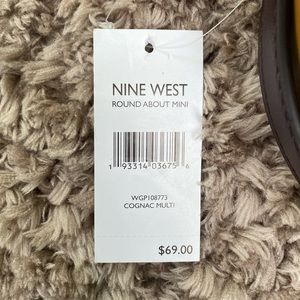 NINE WEST
ROUND ABOUT MINI
1 93314 03675 6
WGP108773
COGNAC MULTI
$69.00